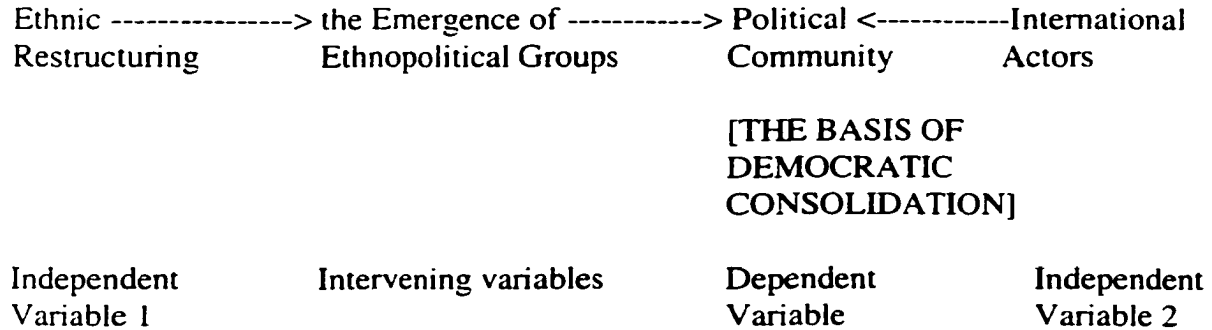 Ethnic ----------------> the Emergence of -------------> Political <------------International
Restructuring Ethnopolitical Groups Community Actors
[THE BASIS OF
DEMOCRATIC
CONSOLIDATION]
Independent Intervening variables Dependent Independent
Variable 1 Variable Variable 2